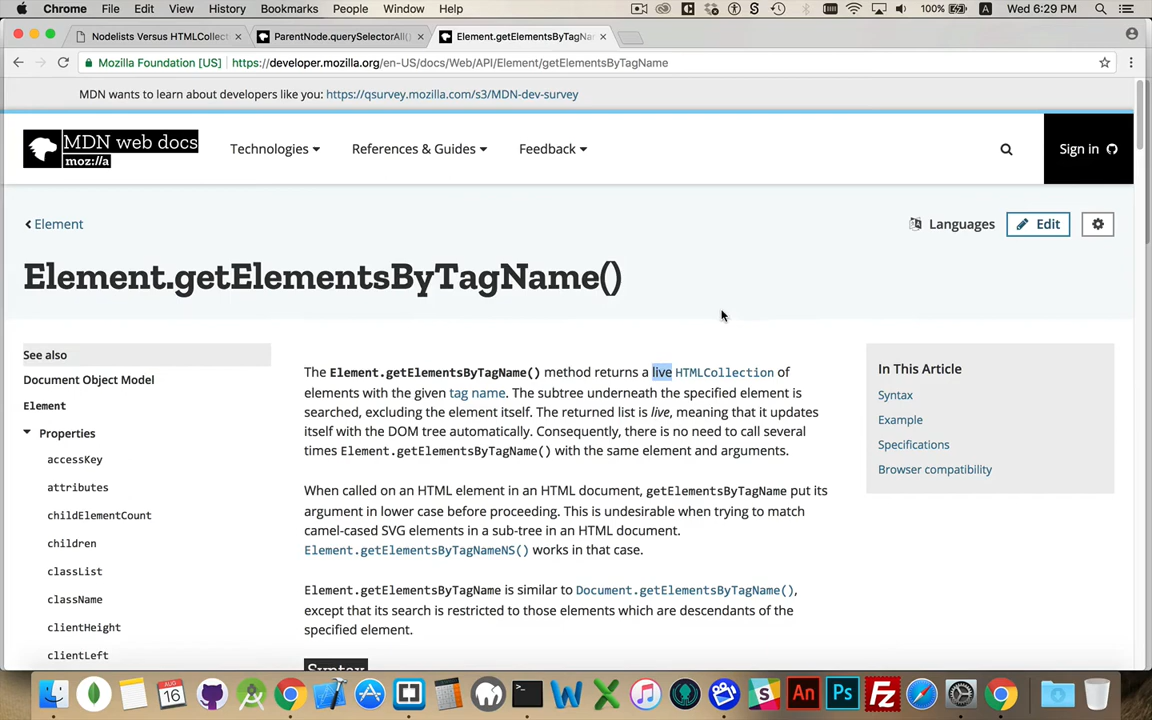 Chrome File Edit View History Bookmarks People Window Help 100% A Wed 6:29 PM
Nodelists Versus HTMLCollect
ParentNode.querySelectorAll()
Element.getElementsByTagNa
Mozilla Foundation [US] https://developer.mozilla.org/en-US/docs/Web/API/Element/getElementsByTagName
MDN wants to learn about developers like you: https://qsurvey.mozilla.com/s3/MDN-dev-survey
MDN web docs
moz://a
Technologies References & Guides Feedback
Sign in
Element
Languages Edit
Element.getElementsByTagName()
See also
Document Object Model
Element
Properties
accessKey
attributes
childElementCount
children
classList
className
clientHeight
clientLeft
The Element.getElementsByTagName() method returns a live HTMLCollection of
elements with the given tag name. The subtree underneath the specified element is
searched, excluding the element itself. The returned list is live, meaning that it updates
itself with the DOM tree automatically. Consequently, there is no need to call several
times Element.getElementsByTagName() with the same element and arguments.
When called on an HTML element in an HTML document, getElementsByTagName put its
argument in lower case before proceeding. This is undesirable when trying to match
camel-cased SVG elements in a sub-tree in an HTML document.
Element.getElementsByTagNameNS() works in that case.
Element.getElementsByTagName is similar to Document.getElementsByTagName(),
except that its search is restricted to those elements which are descendants of the
specified element.
Syntax
In This Article
Syntax
Example
Specifications
Browser compatibility
AUG
16
W
X
S
An
Ps
Fz